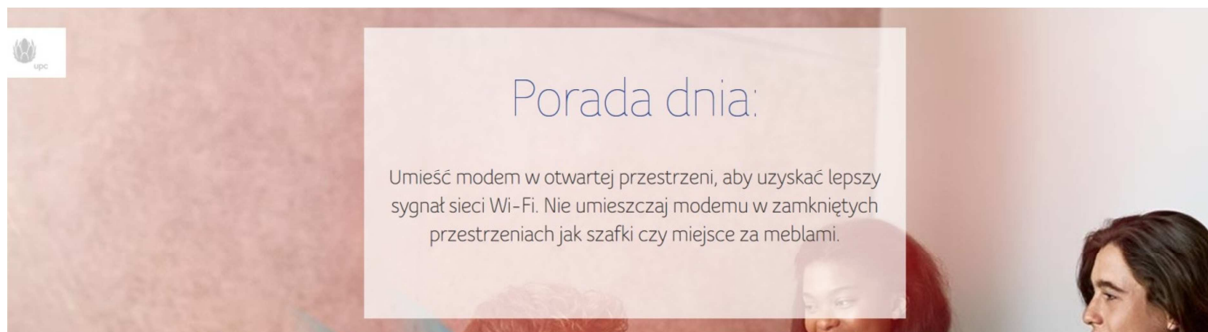 upc
Porada dnia:
Umieść modem w otwartej przestrzeni, aby uzyskać lepszy
sygnał sieci Wi-Fi. Nie umieszczaj modemu w zamkniętych
przestrzeniach jak szafki czy miejsce za meblami.